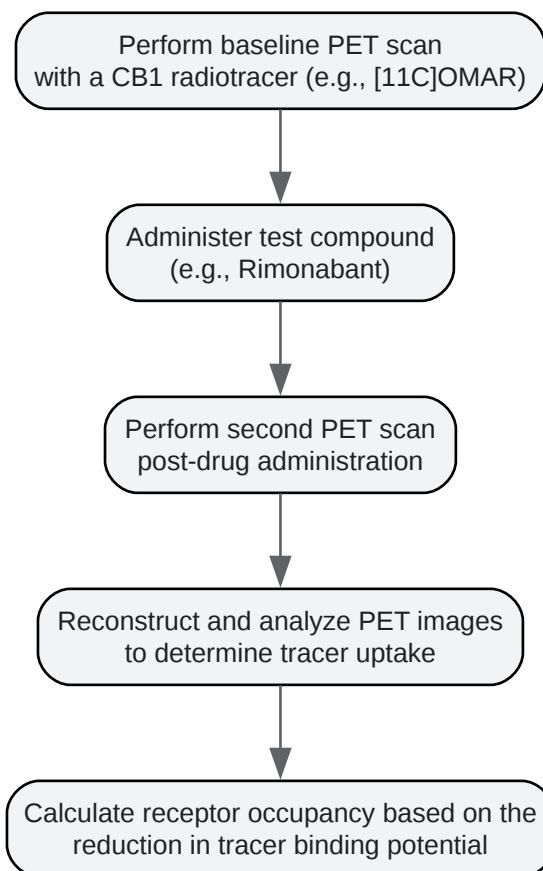 Perform baseline PET scan
with a CB1 radiotracer (e.g., [11C]OMAR)
Administer test compound
(e.g., Rimonabant)
Perform second PET scan
post-drug administration
Reconstruct and analyze PET images
to determine tracer uptake
Calculate receptor occupancy based on the
reduction in tracer binding potential